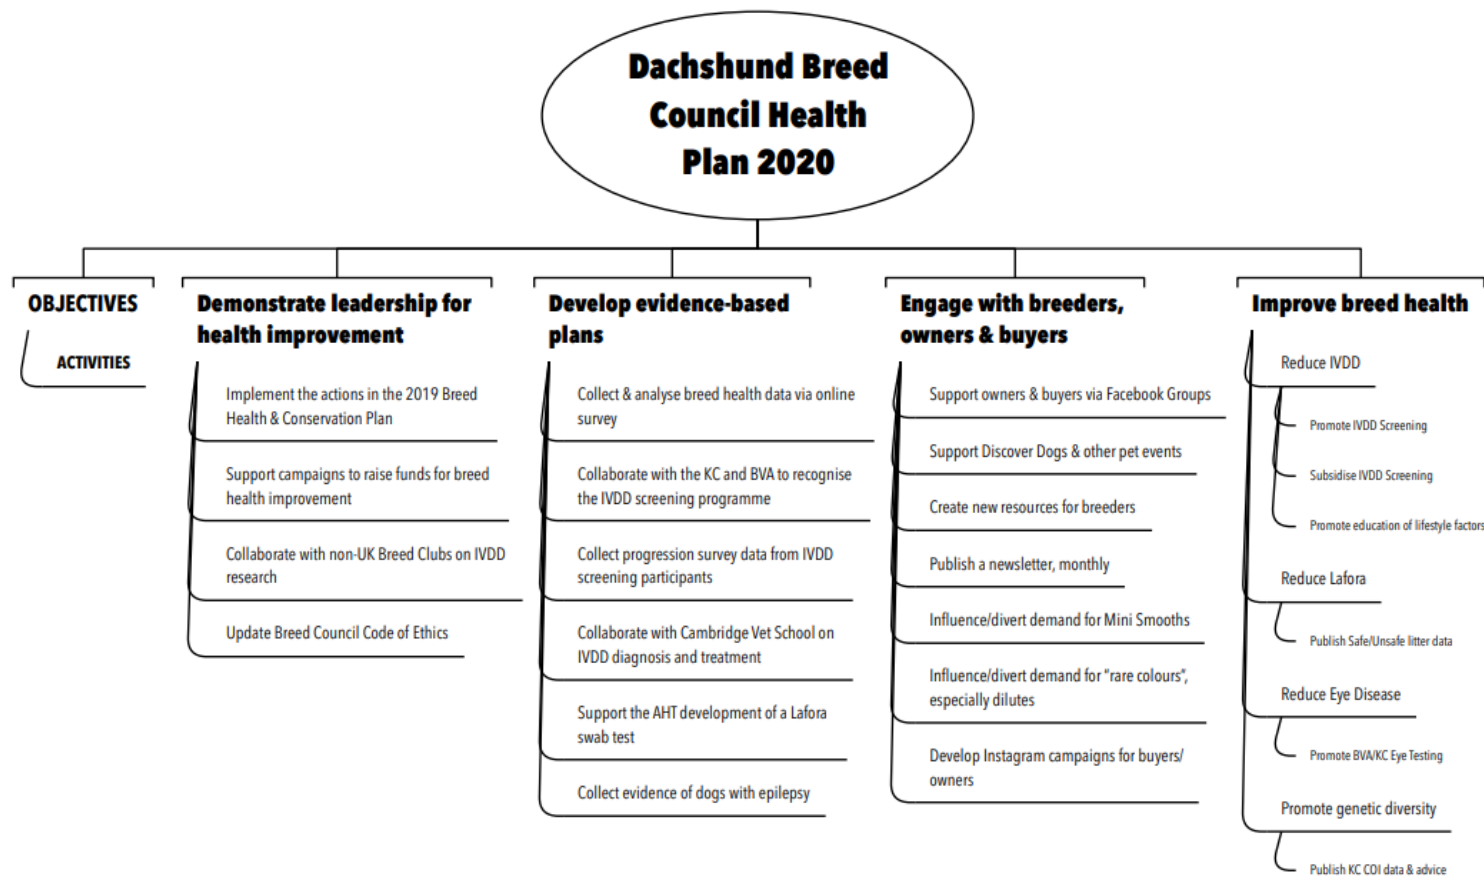 Dachshund Breed
Council Health
Plan 2020
OBJECTIVES
ACTIVITIES
Demonstrate leadership for
health improvement
Implement the actions in the 2019 Breed
Health & Conservation Plan
Support campaigns to raise funds for breed
health improvement
Collaborate with non-UK Breed Clubs on IVDD
research
Update Breed Council Code of Ethics
Develop evidence-based
plans
Collect & analyse breed health data via online
survey
Collaborate with the KC and BVA to recognise
the IVDD screening programme
Collect progression survey data from IVDD
screening participants
Collaborate with Cambridge Vet School on
IVDD diagnosis and treatment
Support the AHT development of a Lafora
swab test
Collect evidence of dogs with epilepsy
Engage with breeders,
owners & buyers
Support owners & buyers via Facebook Groups
Support Discover Dogs & other pet events
Create new resources for breeders
Publish a newsletter, monthly
Influence/divert demand for Mini Smooths
Influence/divert demand for "rare colours",
especially dilutes
Develop Instagram campaigns for buyers/
owners
Improve breed health
Reduce IVDD
Promote IVDD Screening
Subsidise IVDD Screening
Promote education of lifestyle factors
Reduce Lafora
Publish Safe/Unsafe litter data
Reduce Eye Disease
Promote BVA/KC Eye Testing
Promote genetic diversity
Publish KC COI data & advice